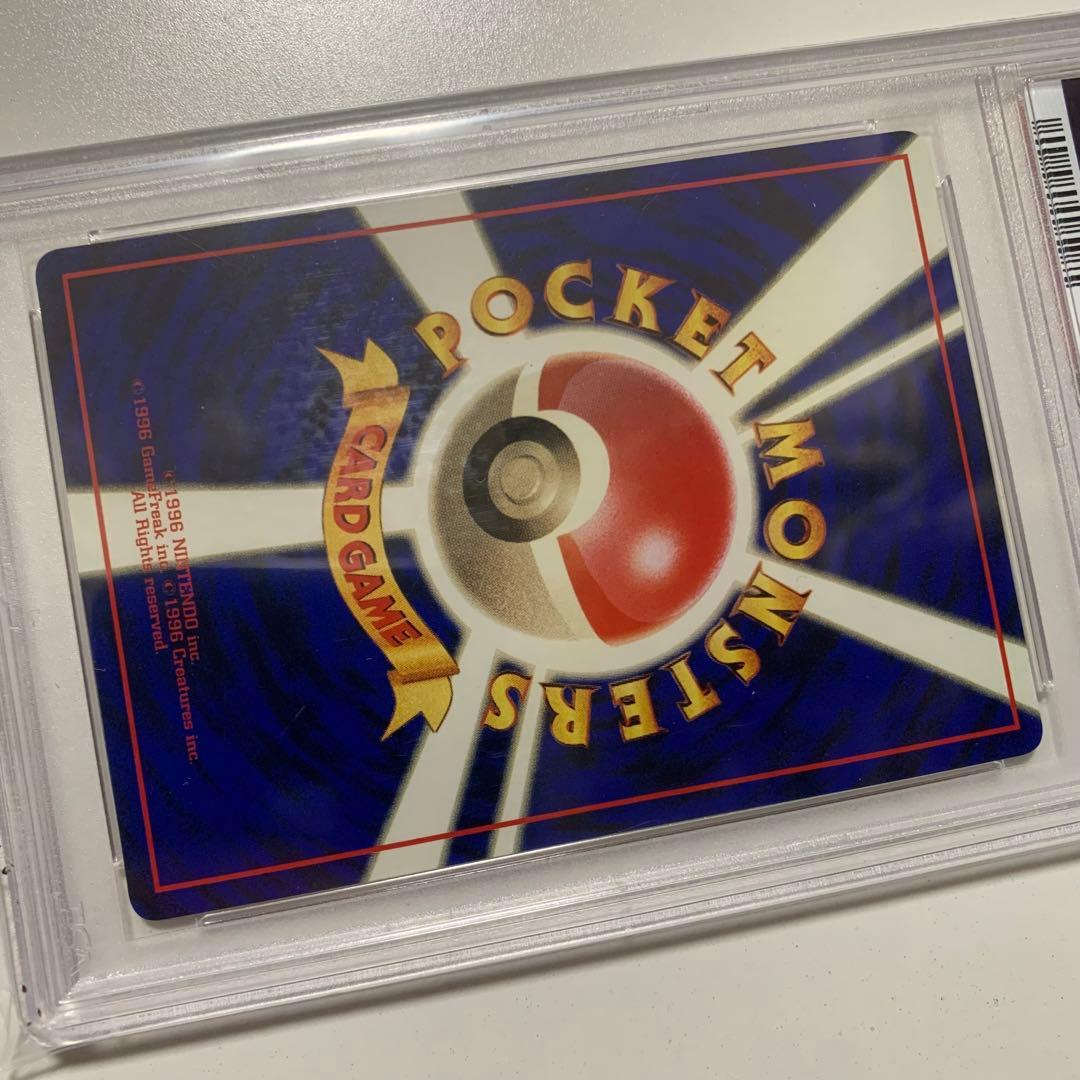 POCKET MONSTERS
CARD GAME
©1996 NINTENDO inc.
©1996 GameFreak inc. ©1996 Creatures inc.
All Rights reserved